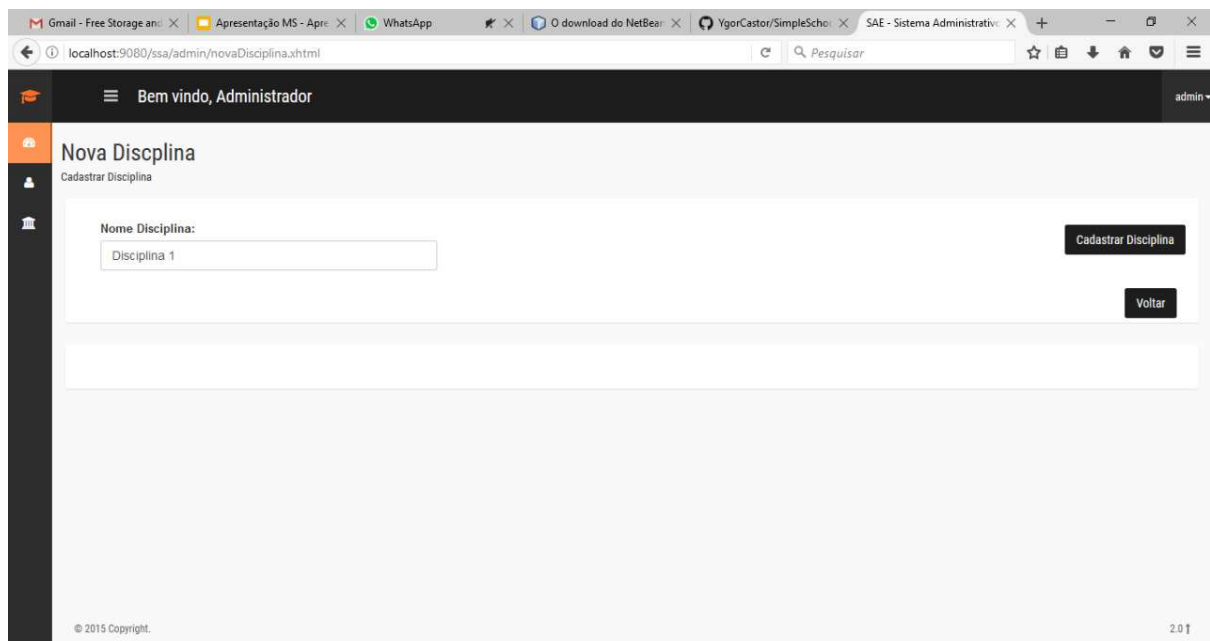 Gmail - Free Storage and
Apresentação MS - Apre
WhatsApp
O download do NetBean
YgorCastor/SimpleScho
SAE - Sistema Administrativo
localhost:9080/ssa/admin/novaDisciplina.xhtml
Pesquisar
Bem vindo, Administrador
admin
Nova Discplina
Cadastrar Disciplina
Nome Disciplina:
Cadastrar Disciplina
Disciplina 1
Voltar
© 2015 Copyright.
2.0